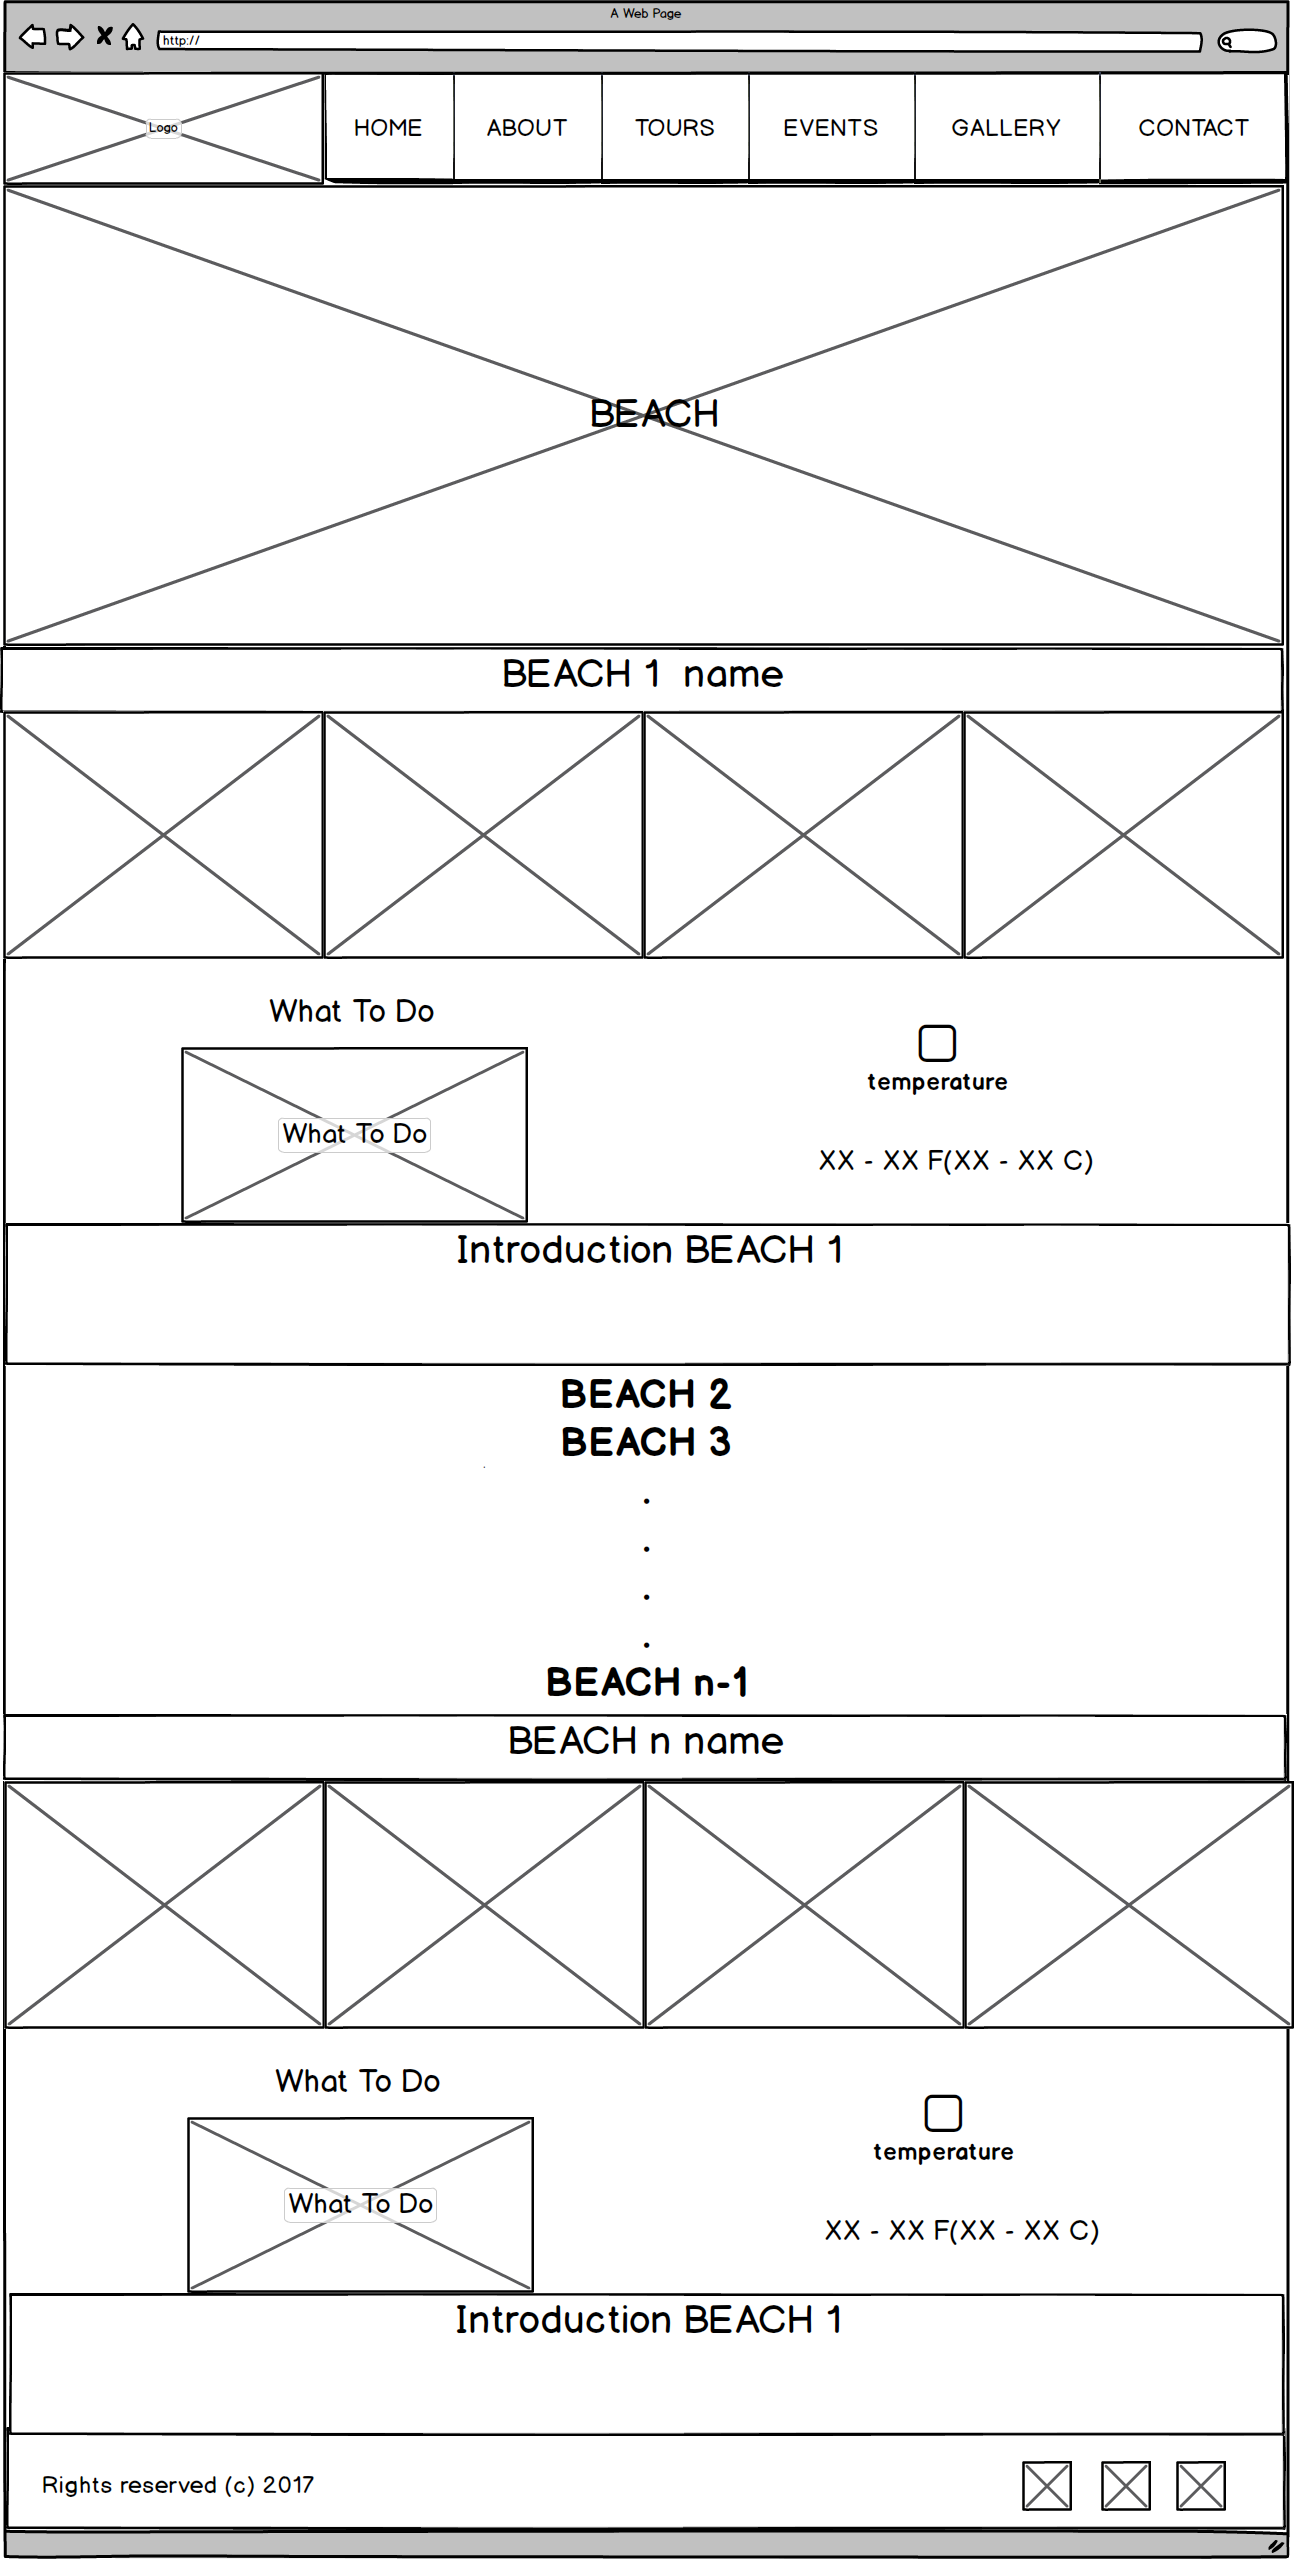 A Web Page
http://
Logo
HOME
ABOUT
TOURS
EVENTS
GALLERY
CONTACT
BEACH
BEACH 1 name
What To Do
What To Do
temperature
XX - XX F(XX - XX C)
Introduction BEACH 1
BEACH 2
BEACH 3
.
.
.
.
BEACH n-1
BEACH n name
What To Do
What To Do
temperature
XX - XX F(XX - XX C)
Introduction BEACH 1
Rights reserved (c) 2017